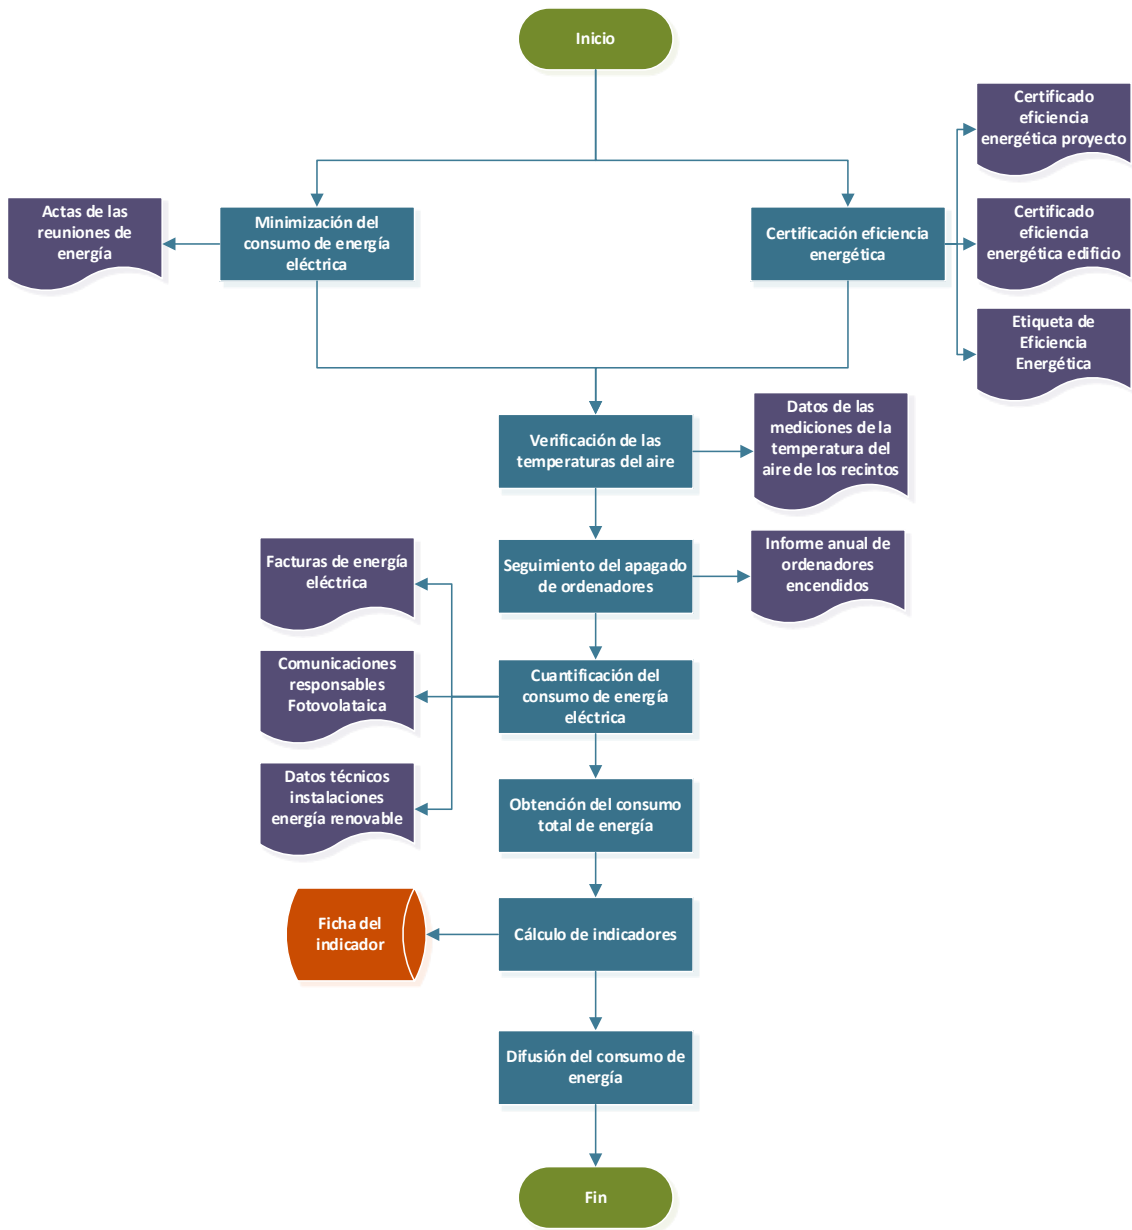 Inicio
Certificado
eficiencia
energética proyecto
Actas de las
reuniones de
energía
Minimización del
consumo de energía
eléctrica
Certificación eficiencia
energética
Certificado
eficiencia
energética edificio
Etiqueta de
Eficiencia
Energética
Verificación de las
temperaturas del aire
Datos de las
mediciones de la
temperatura del
aire de los recintos
Seguimiento del apagado
de ordenadores
Informe anual de
ordenadores
encendidos
Facturas de energía
eléctrica
Comunicaciones
responsables
Fotovolataica
Cuantificación del
consumo de energía
eléctrica
Datos técnicos
instalaciones
energía renovable
Obtención del consumo
total de energía
Ficha del
indicador
Cálculo de indicadores
Difusión del consumo de
energía
Fin